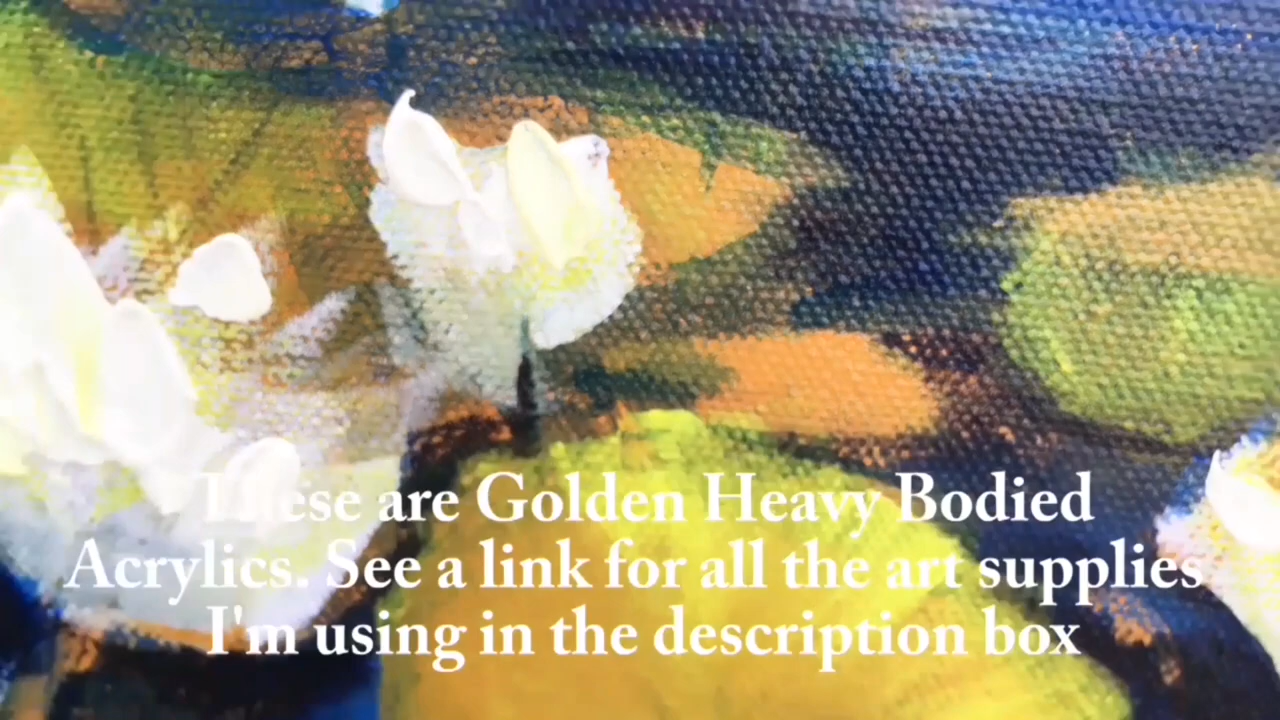 These are Golden Heavy Bodied
Acrylics. See a link for all the art supplies
I'm using in the description box